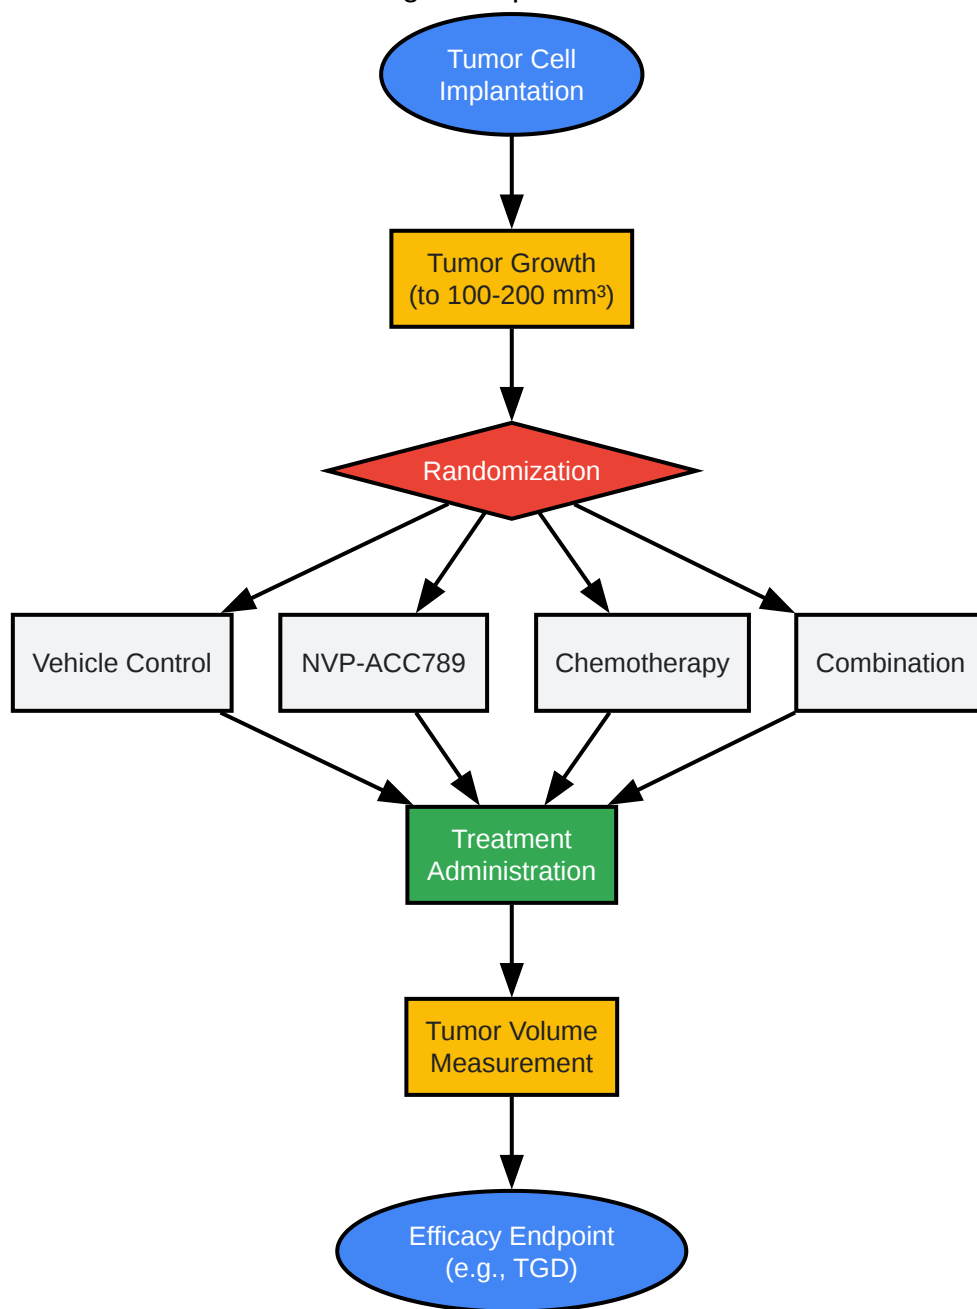 Tumor Cell
Implantation
Tumor Growth
(to 100-200 mm³)
Randomization
Vehicle Control
NVP-ACC789
Chemotherapy
Combination
Treatment
Administration
Tumor Volume
Measurement
Efficacy Endpoint
(e.g., TGD)